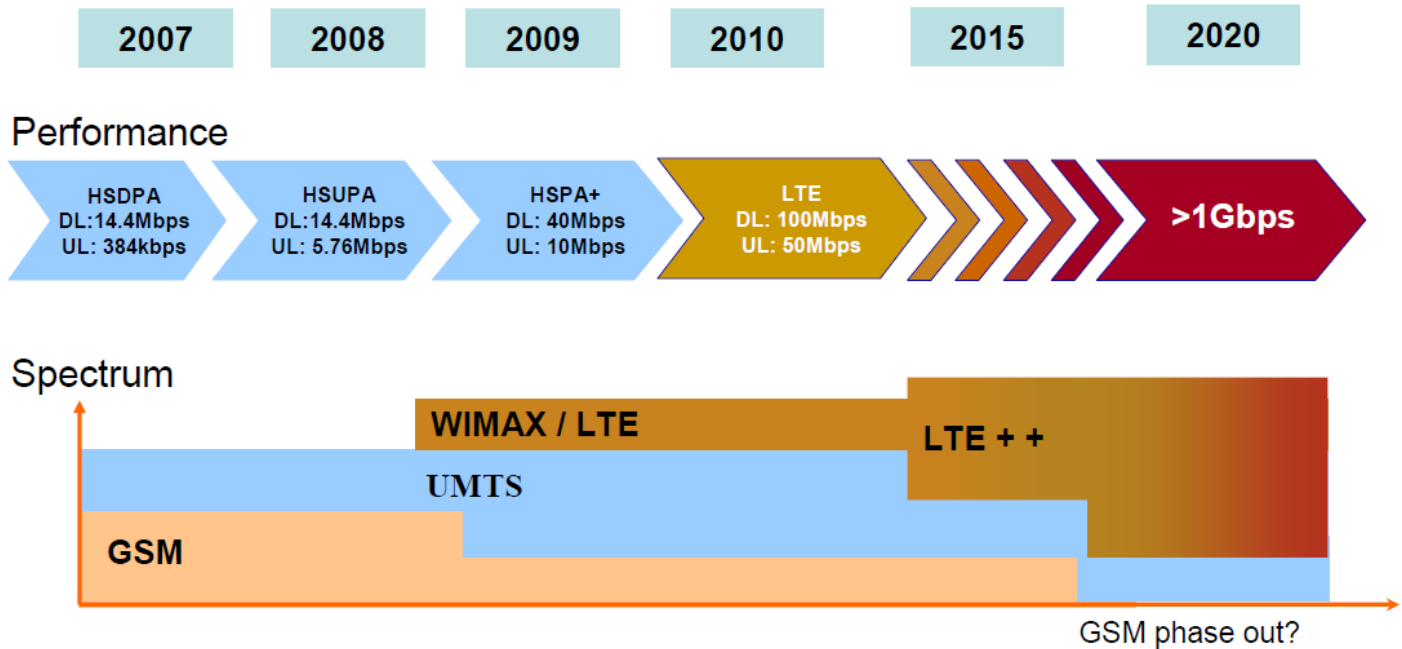 2007
2008
2009
2010
2015
2020
Performance
HSDPA
DL:14.4Mbps
UL: 384kbps
HSUPA
DL:14.4Mbps
UL: 5.76Mbps
HSPA+
DL: 40Mbps
UL: 10Mbps
LTE
DL: 100Mbps
UL: 50Mbps
>1Gbps
Spectrum
WIMAX / LTE
LTE + +
UMTS
GSM
GSM phase out?